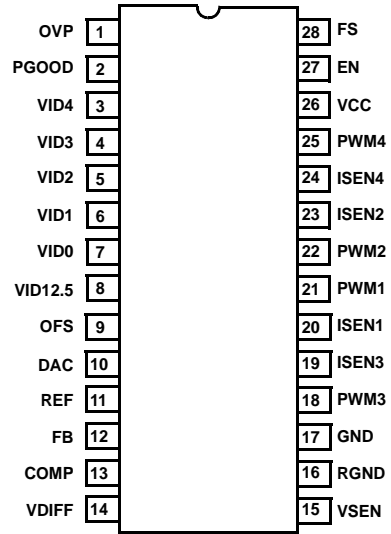 OVP 1 28 FS
PGOOD 2 27 EN
VID4 3 26 VCC
VID3 4 25 PWM4
VID2 5 24 ISEN4
VID1 6 23 ISEN2
VID0 7 22 PWM2
VID12.5 8 21 PWM1
OFS 9 20 ISEN1
DAC 10 19 ISEN3
REF 11 18 PWM3
FB 12 17 GND
COMP 13 16 RGND
VDIFF 14 15 VSEN